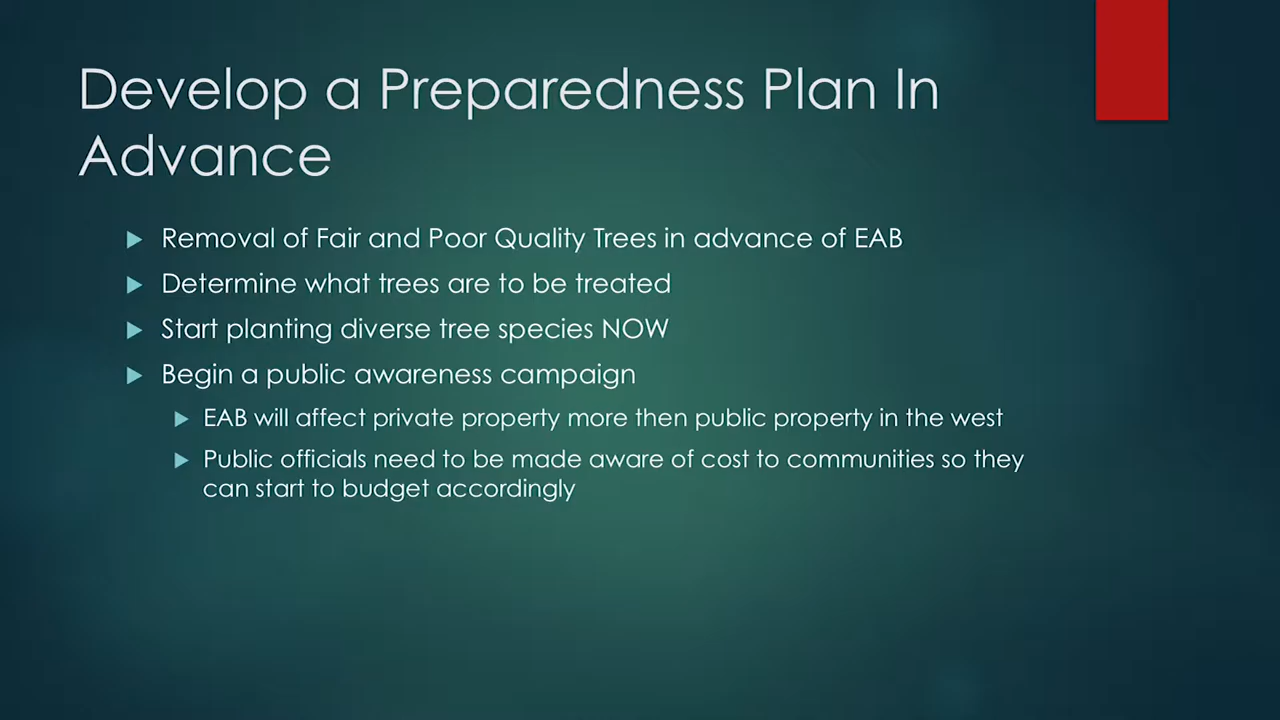 Develop a Preparedness Plan In
Advance
Removal of Fair and Poor Quality Trees in advance of EAB
Determine what trees are to be treated
Start planting diverse tree species NOW
Begin a public awareness campaign
EAB will affect private property more then public property in the west
Public officials need to be made aware of cost to communities so they
can start to budget accordingly